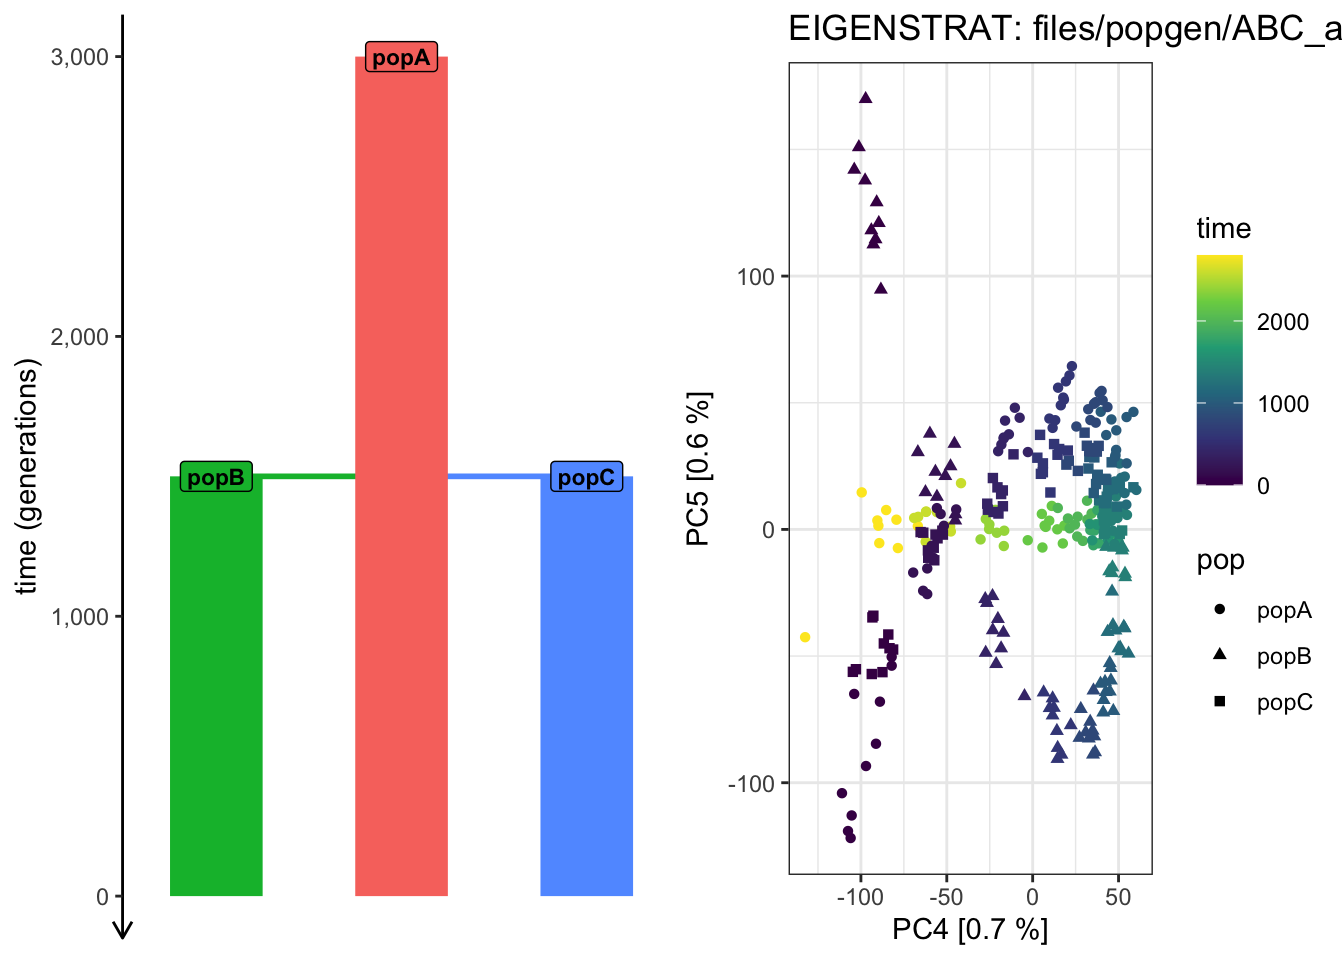 3,000
2,000
1,000
0
time (generations)
popA
popB
popC
EIGENSTRAT: files/popgen/ABC_a
100
0
-100
PC5 [0.6 %]
-100
-50
0
50
PC4 [0.7 %]
time
2000
1000
0
pop
popA
popB
popC